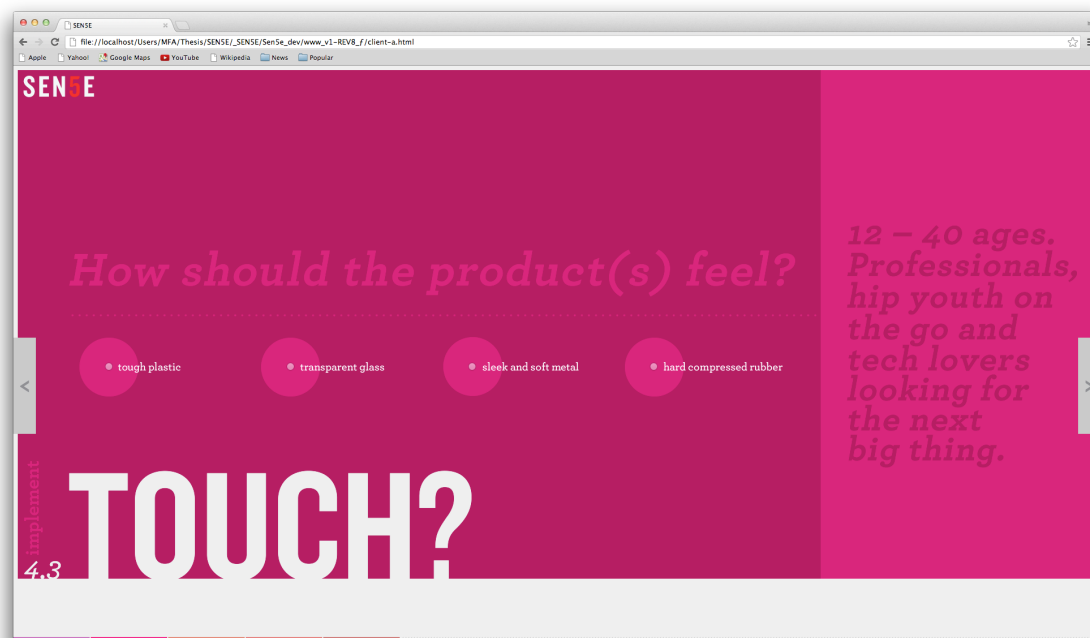 SEN5E
file://localhost/Users/MFA/Thesis/SEN5E/_SEN5E/Sen5e_dev/www_v1-REV8_f/client-a.html
Apple Yahoo! Google Maps YouTube Wikipedia News Popular
SEN5E
How should the product(s) feel?
tough plastic
transparent glass
sleek and soft metal
hard compressed rubber
12 – 40 ages.
Professionals,
hip youth on
the go and
tech lovers
looking for
the next
big thing.
<
>
implement
4.3
TOUCH?